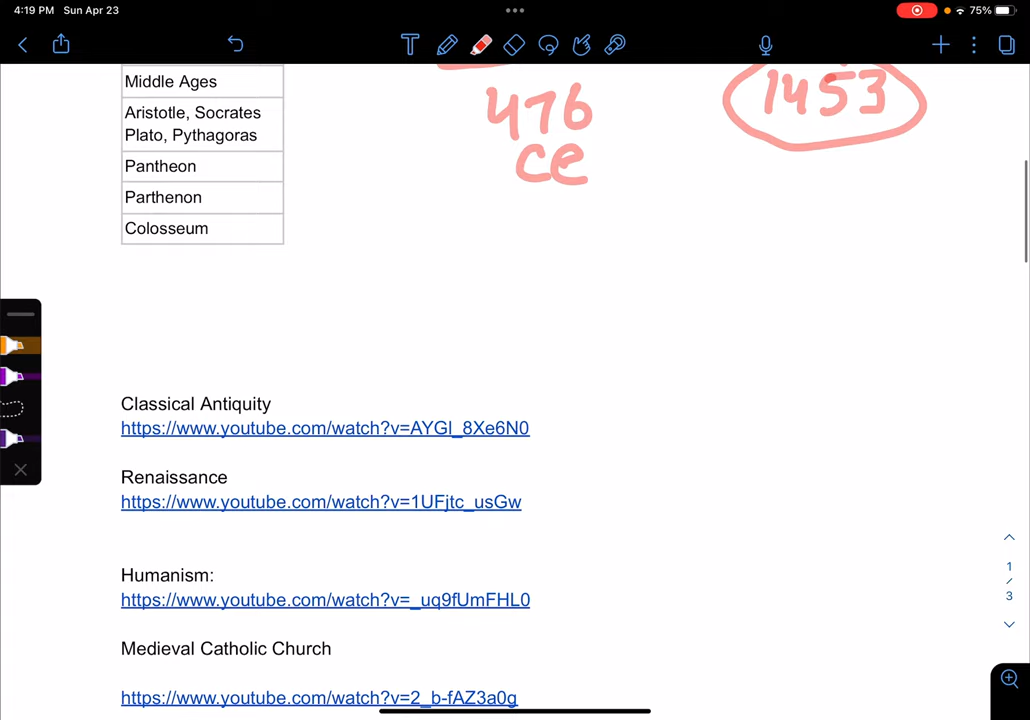 4:19 PM Sun Apr 23
75%
Middle Ages
1453
476
CE
Aristotle, Socrates
Plato, Pythagoras
Pantheon
Parthenon
Colosseum
Classical Antiquity
https://www.youtube.com/watch?v=AYGl_8Xe6N0
Renaissance
https://www.youtube.com/watch?v=1UFjtc_usGw
Humanism:
https://www.youtube.com/watch?v=_uq9fUmFHL0
Medieval Catholic Church
https://www.youtube.com/watch?v=2_b-fAZ3a0g
1
/
3